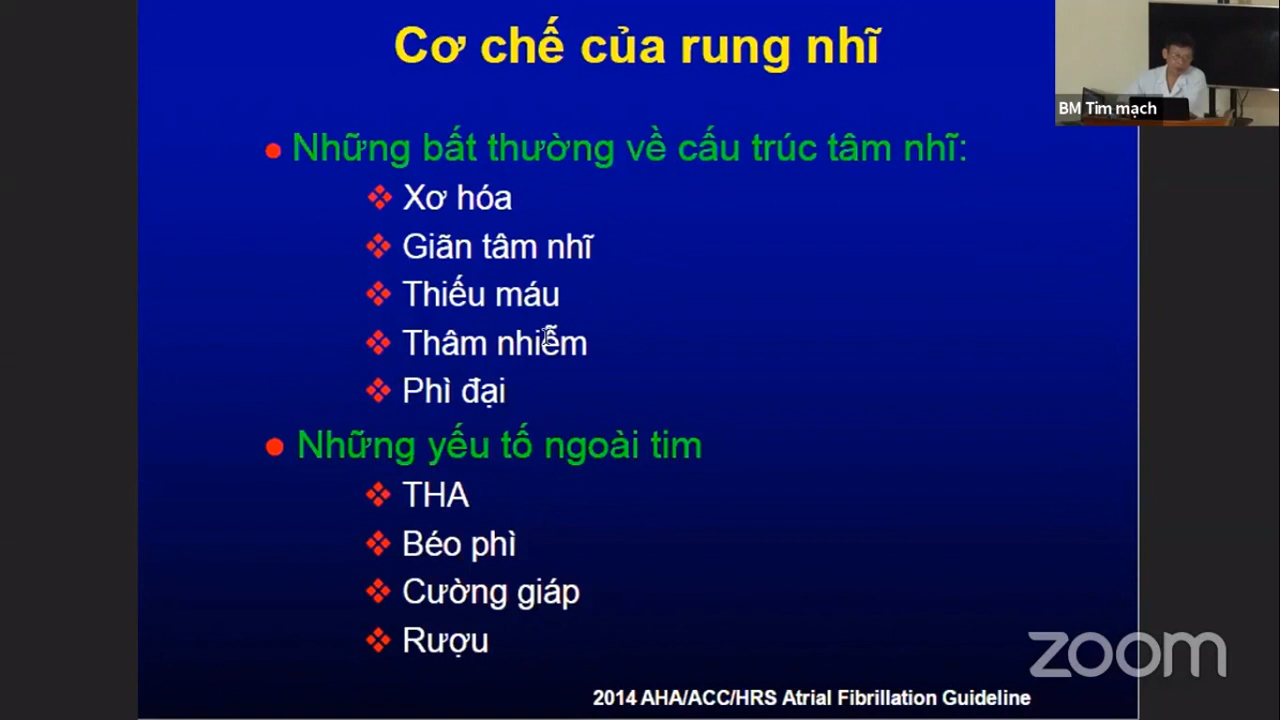 Cơ chế của rung nhĩ
BM Tim mạch
Những bất thường về cấu trúc tâm nhĩ:
Xơ hóa
Giãn tâm nhĩ
Thiếu máu
Thâm nhiễm
Phì đại
Những yếu tố ngoài tim
THA
Béo phì
Cường giáp
Rượu
zoom
2014 AHA/ACC/HRS Atrial Fibrillation Guideline